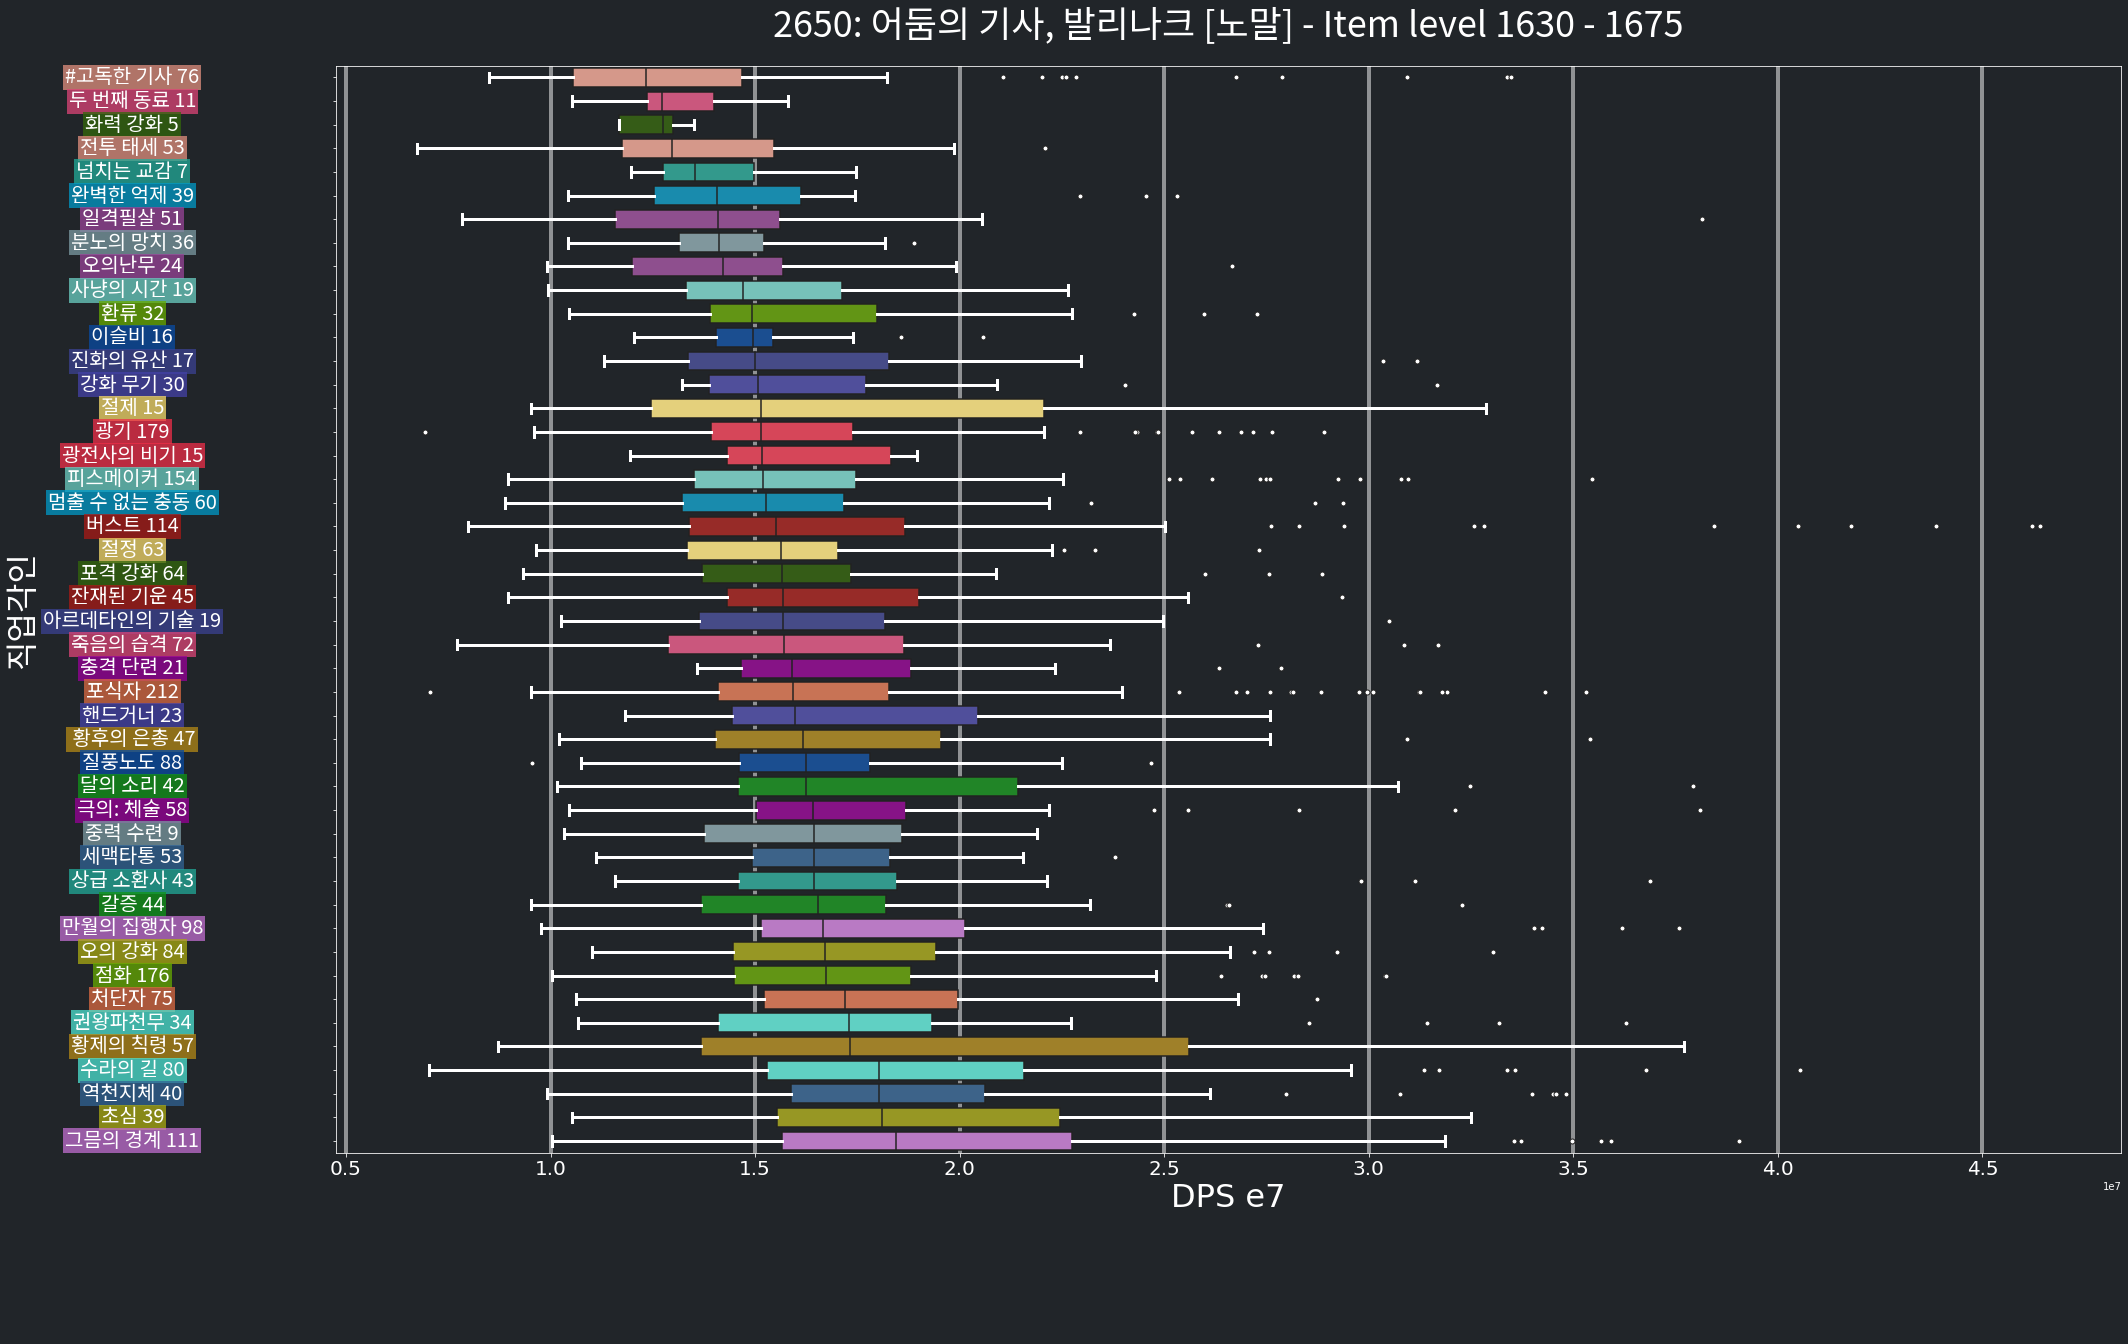 2650: 어둠의 기사, 발리나크 [노말] - Item level 1630 - 1675
직업각인
#고독한 기사 76
두 번째 동료 11
화력 강화 5
전투 태세 53
넘치는 교감 7
완벽한 억제 39
일격필살 51
분노의 망치 36
오의난무 24
사냥의 시간 19
환류 32
이슬비 16
진화의 유산 17
강화 무기 30
절제 15
광기 179
광전사의 비기 15
피스메이커 154
멈출 수 없는 충동 60
버스트 114
절정 63
포격 강화 64
잔재된 기운 45
아르데타인의 기술 19
죽음의 습격 72
충격 단련 21
포식자 212
핸드거너 23
황후의 은총 47
질풍노도 88
달의 소리 42
극의: 체술 58
중력 수련 9
세맥타통 53
상급 소환사 43
갈증 44
만월의 집행자 98
오의 강화 84
점화 176
처단자 75
권왕파천무 34
황제의 칙령 57
수라의 길 80
역천지체 40
초심 39
그믐의 경계 111
0.5 1.0 1.5 2.0 2.5 3.0 3.5 4.0 4.5
DPS e7
1e7